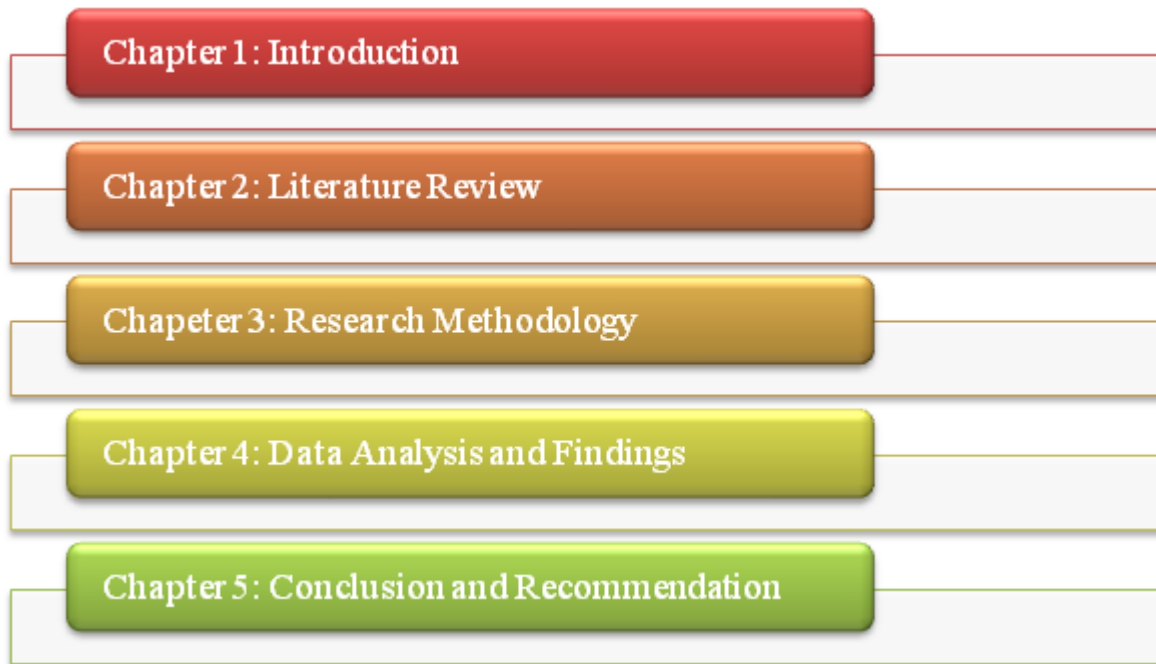 Chapter 1: Introduction
Chapter 2: Literature Review
Chapeter 3: Research Methodology
Chapter 4: Data Analysis and Findings
Chapter 5: Conclusion and Recommendation